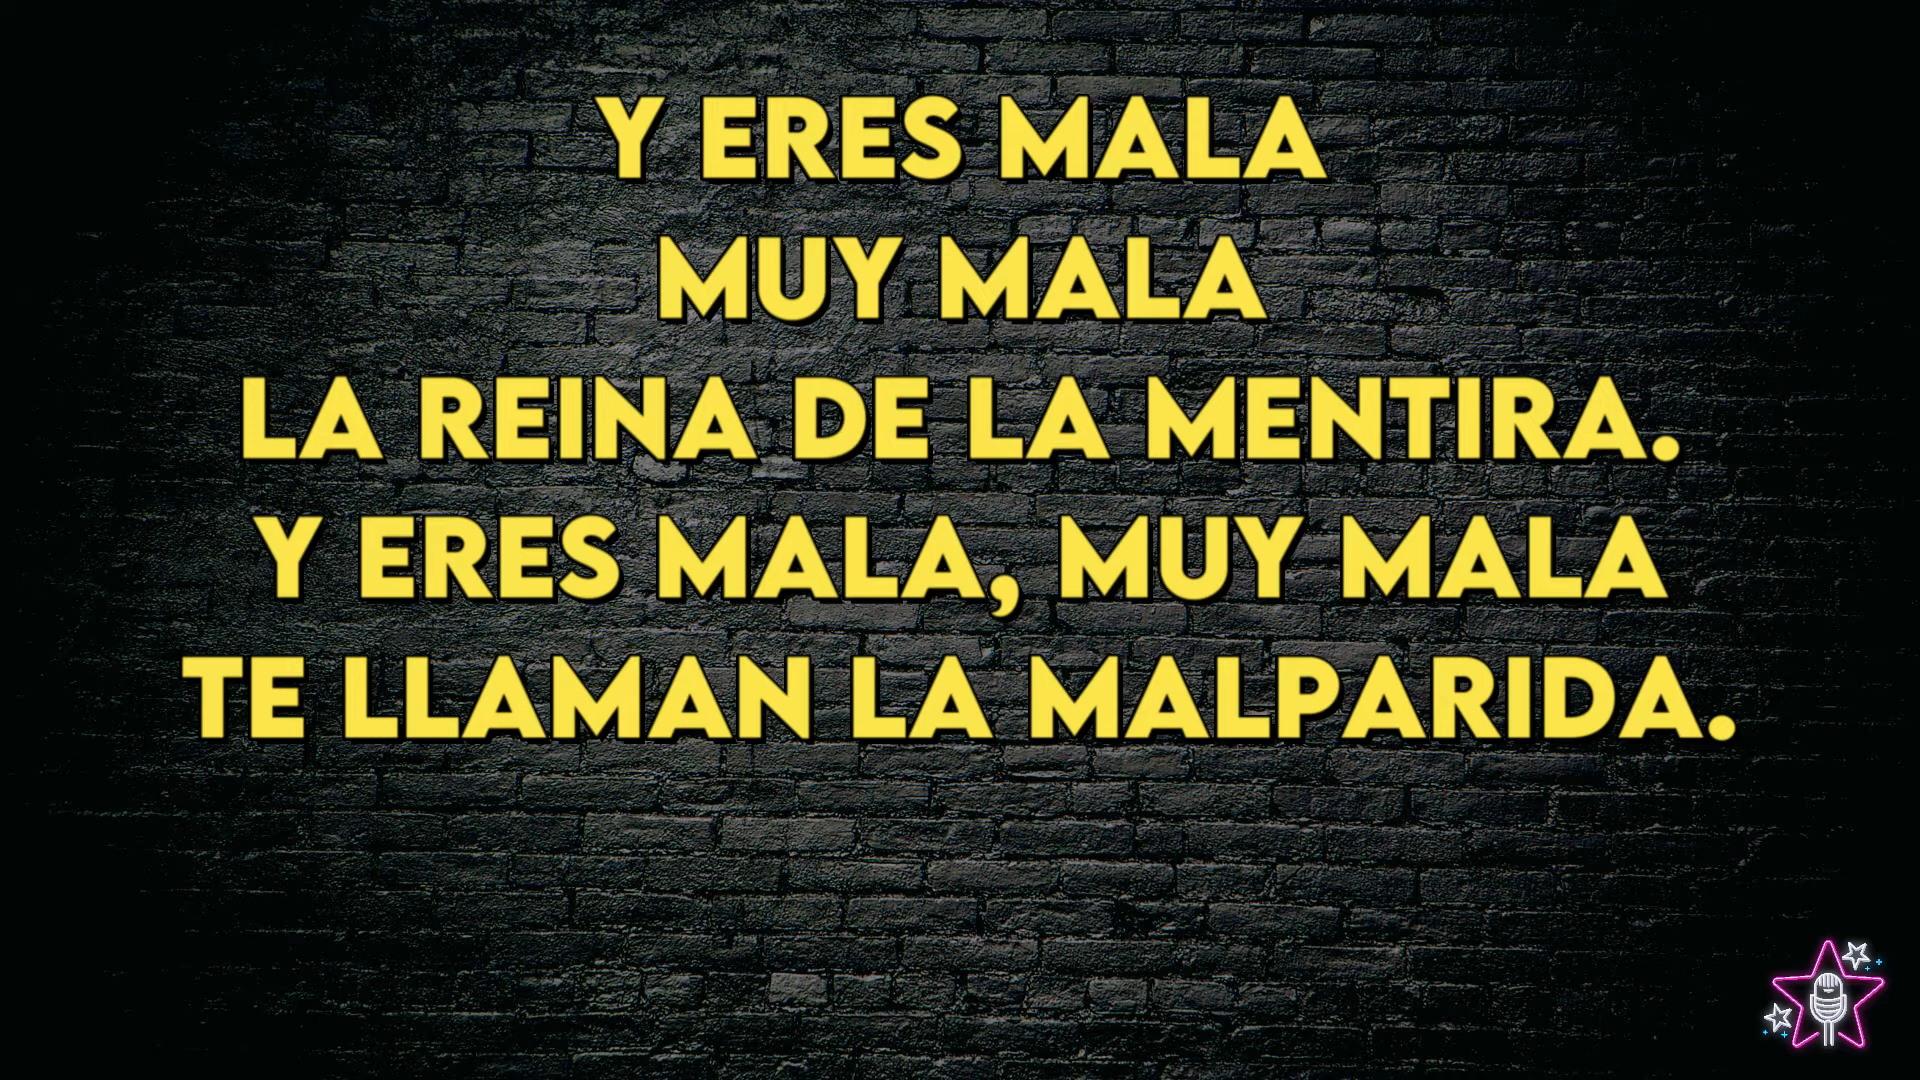 Y ERES MALA
MUY MALA
LA REINA DE LA MENTIRA.
Y ERES MALA, MUY MALA
TE LLAMAN LA MALPARIDA.